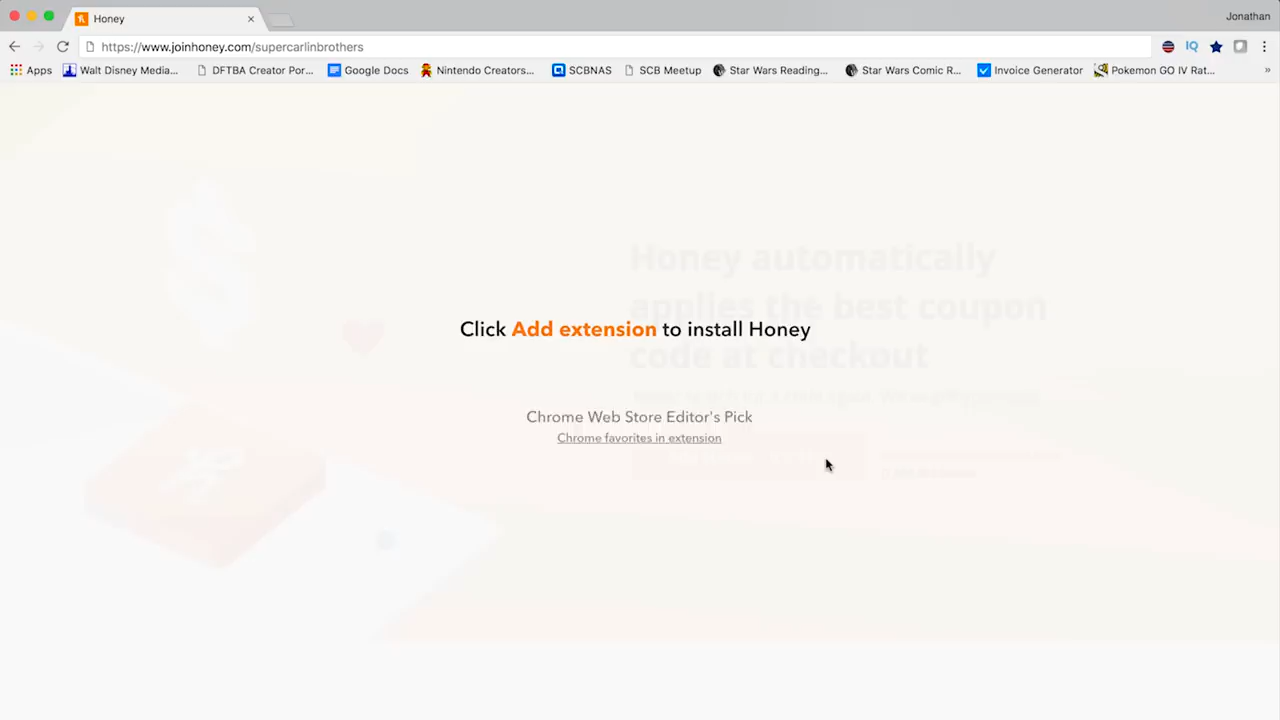 Honey
Jonathan
https://www.joinhoney.com/supercarlinbrothers
IQ
Apps
Walt Disney Media...
DFTBA Creator Por...
Google Docs
Nintendo Creators...
SCBNAS
SCB Meetup
Star Wars Reading...
Star Wars Comic R...
Invoice Generator
Pokemon GO IV Rat...
»
Honey automatically
applies the best coupon
code at checkout
Click Add extension to install Honey
Chrome Web Store Editor's Pick
Chrome favorites in extension